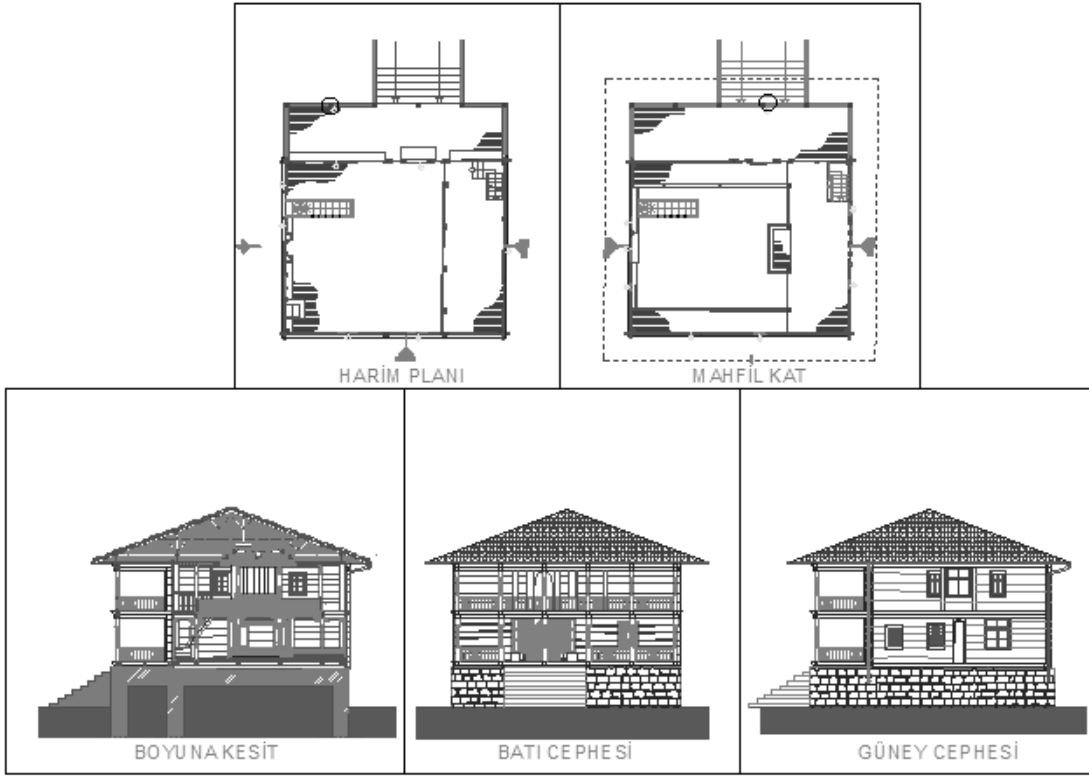 HARİM PLANI
MAHFİL KAT
BOYUNA KESİT
BATI CEPHESİ
GÜNEY CEPHESİ